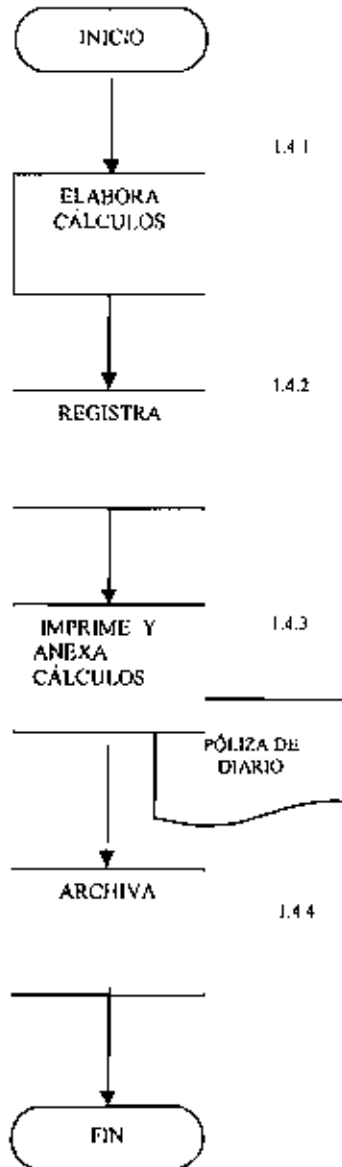 INICIO
1.4.1
ELABORA
CÁLCULOS
1.4.2
REGISTRA
1.4.3
IMPRIME Y
ANEXA
CÁLCULOS
PÓLIZA DE
DIARIO
ARCHIVA
1.4.4
FIN